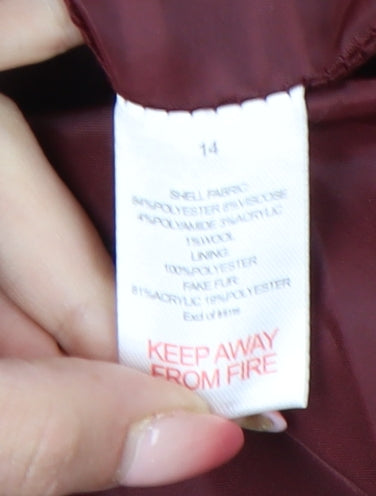 14
SHELL FABRIC
84%POLYESTER 8%VISCOSE
4%POLYAMIDE 3%ACRYLIC
1%WOOL
LINING
100%POLYESTER
FAKE FUR
81%ACRYLIC 19%POLYESTER
Excl of trims
KEEP AWAY
FROM FIRE